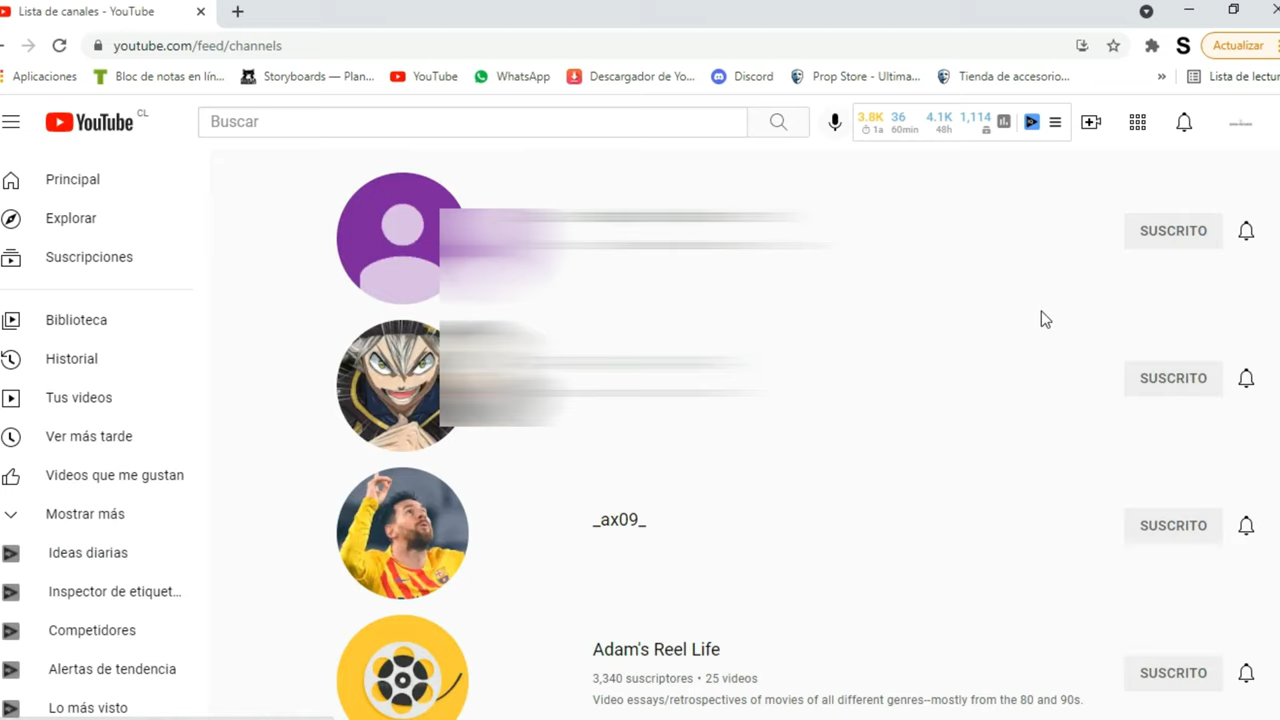 Lista de canales - YouTube
youtube.com/feed/channels
Actualizar
Aplicaciones
Bloc de notas en lín...
Storyboards — Plan...
YouTube
WhatsApp
Descargador de Yo...
Discord
Prop Store - Ultima...
Tienda de accesorio...
»
Lista de lectur
YouTube CL
Buscar
3.8K 36 4.1K 1,114
1a 60min 48h
Principal
Explorar
Suscripciones
Biblioteca
Historial
Tus videos
Ver más tarde
Videos que me gustan
Mostrar más
Ideas diarias
Inspector de etiquet...
Competidores
Alertas de tendencia
Lo más visto
SUSCRITO
SUSCRITO
_ax09_
SUSCRITO
Adam's Reel Life
3,340 suscriptores • 25 videos
Video essays/retrospectives of movies of all different genres--mostly from the 80 and 90s.
SUSCRITO